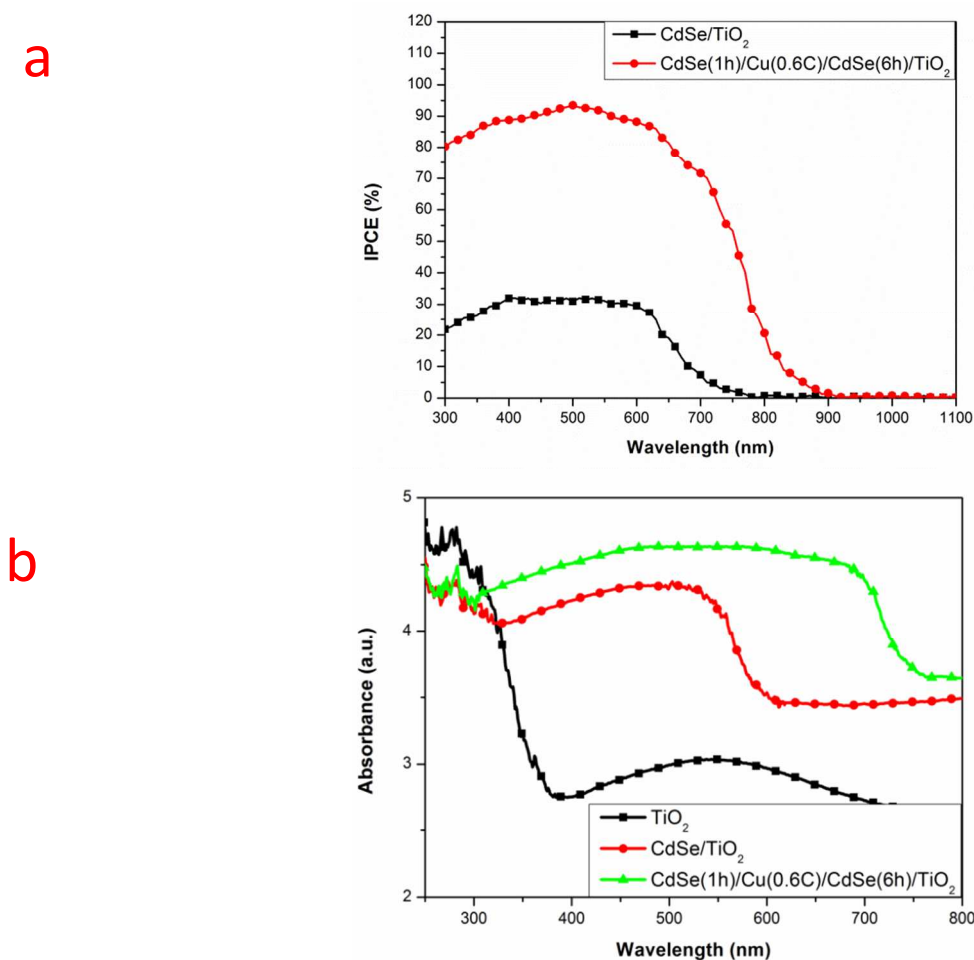 a
120
110
100
90
80
70
60
50
40
30
20
10
0
IPCE (%)
CdSe/TiO₂
CdSe(1h)/Cu(0.6C)/CdSe(6h)/TiO₂
300 400 500 600 700 800 900 1000 1100
Wavelength (nm)
b
5
4
3
2
Absorbance (a.u.)
TiO₂
CdSe/TiO₂
CdSe(1h)/Cu(0.6C)/CdSe(6h)/TiO₂
300 400 500 600 700 800
Wavelength (nm)